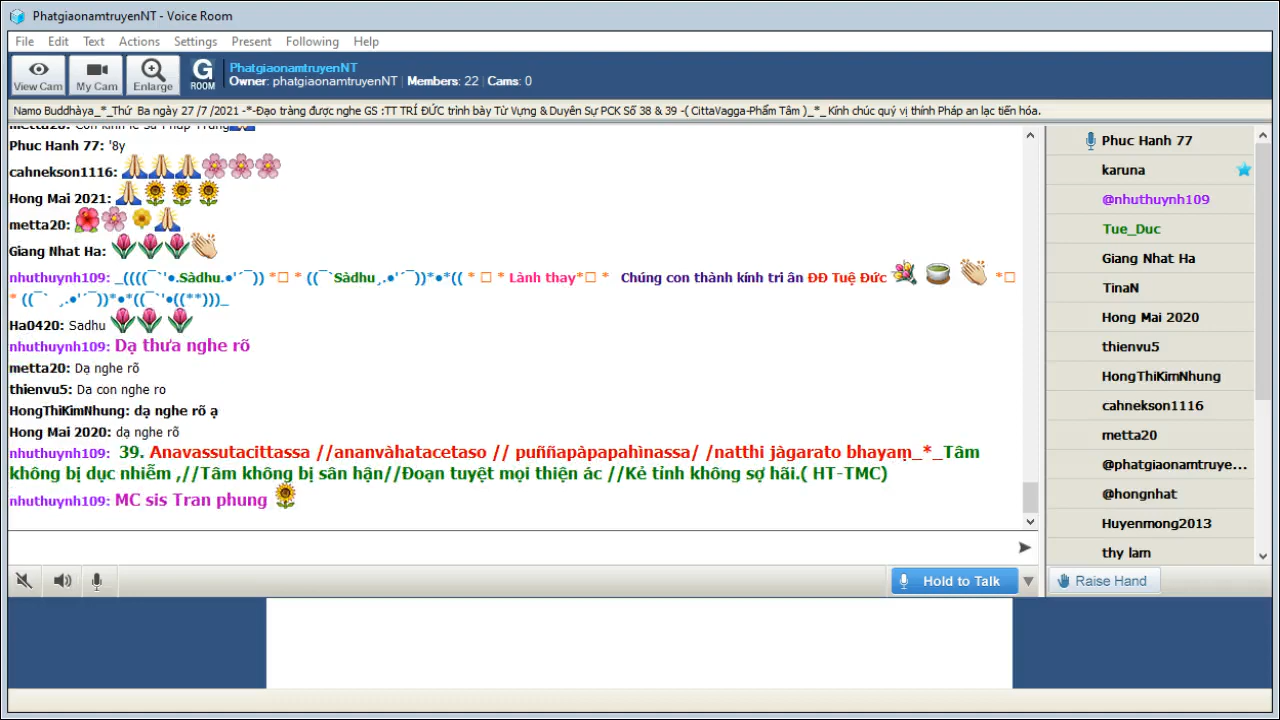 PhatgiaonamtruyenNT - Voice Room
File Edit Text Actions Settings Present Following Help
View Cam
My Cam
Enlarge
G
ROOM
PhatgiaonamtruyenNT
Owner: phatgiaonamtruyenNT | Members: 22 | Cams: 0
Namo Buddhàya_*_Thứ Ba ngày 27 /7 /2021 -*-Đạo tràng được nghe GS :TT TRÍ ĐỨC trình bày Từ Vựng & Duyên Sự PCK Số 38 & 39 -( CittaVagga-Phẩm Tâm )_*_ Kính chúc quý vị thính Pháp an lạc tiến hóa.
metta20: Con kính lễ Sư Pháp Trung
Phuc Hanh 77: '8y
cahnekson1116:
Hong Mai 2021:
metta20:
Giang Nhat Ha:
nhuthuynh109: _((((¯`'•.Sàdhu.•'´¯)) *□ * ((¯`Sàdhu¸.•'´¯))*•*(( * □ * Lành thay*□ * Chúng con thành kính tri ân ĐĐ Tuệ Đức *□
* ((¯` ¸.•'´¯))*•*((¯`'•((**)))_
Ha0420: Sadhu
nhuthuynh109: Dạ thưa nghe rõ
metta20: Dạ nghe rõ
thienvu5: Da con nghe ro
HongThiKimNhung: dạ nghe rõ ạ
Hong Mai 2020: dạ nghe rõ
nhuthuynh109: 39. Anavassutacittassa //ananvàhatacetaso // puññapàpapahìnassa/ /natthi jàgarato bhayaṃ_*_Tâm
không bị dục nhiễm ,//Tâm không bị sân hận//Đoạn tuyệt mọi thiện ác //Kẻ tỉnh không sợ hãi.( HT-TMC)
nhuthuynh109: MC sis Tran phung
Hold to Talk
Phuc Hanh 77
karuna
@nhuthuynh109
Tue_Duc
Giang Nhat Ha
TinaN
Hong Mai 2020
thienvu5
HongThiKimNhung
cahnekson1116
metta20
@phatgiaonamtruye...
@hongnhat
Huyenmong2013
thy lam
Raise Hand